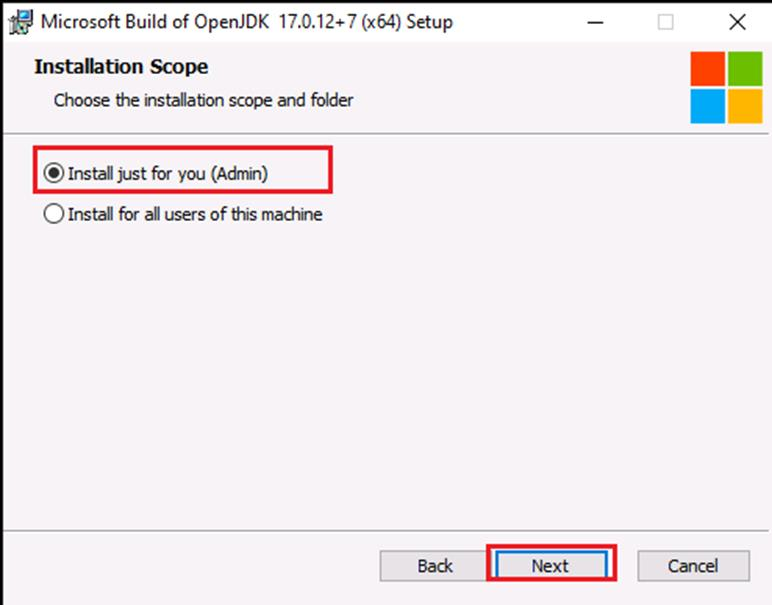 Microsoft Build of OpenJDK 17.0.12+7 (x64) Setup
Installation Scope
Choose the installation scope and folder
Install just for you (Admin)
Install for all users of this machine
Back Next Cancel